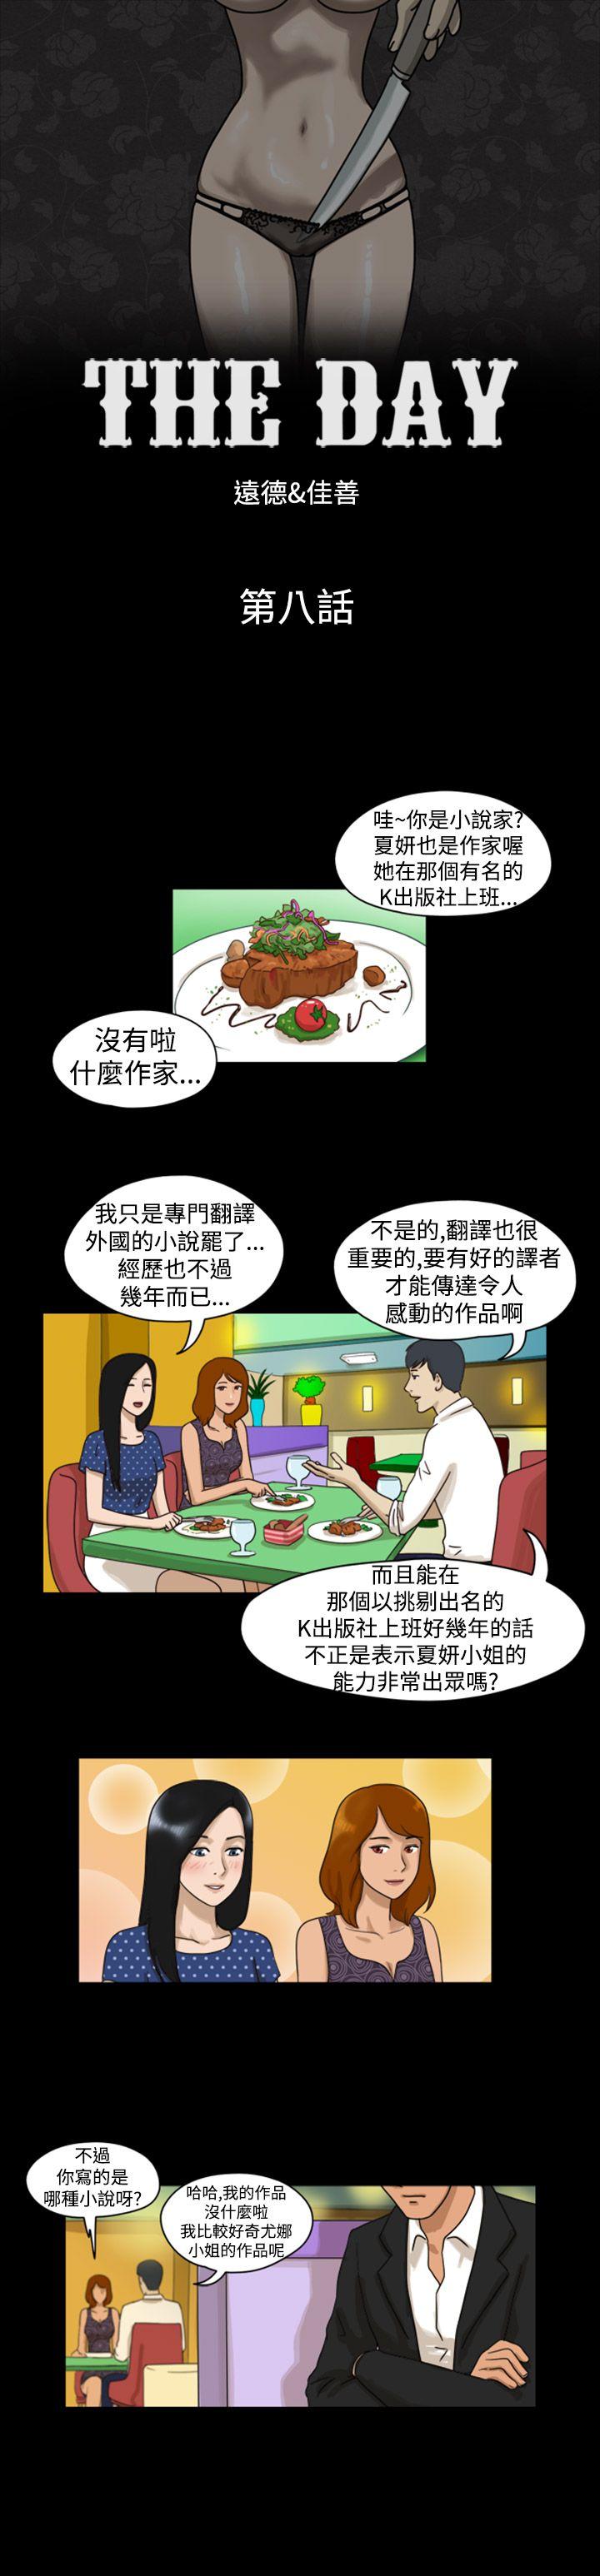 THE DAY
遠德&佳善
第八話
哇~你是小說家?
夏妍也是作家喔
她在那個有名的
K出版社上班...
沒有啦
什麼作家...
我只是專門翻譯
外國的小說罷了...
經歷也不過
幾年而已...
不是的,翻譯也很
重要的,要有好的譯者
才能傳達令人
感動的作品啊
而且能在
那個以挑剔出名的
K出版社上班好幾年的話
不正是表示夏妍小姐的
能力非常出眾嗎?
不過
你寫的是
哪種小說呀?
哈哈,我的作品
沒什麼啦
我比較好奇尤娜
小姐的作品呢